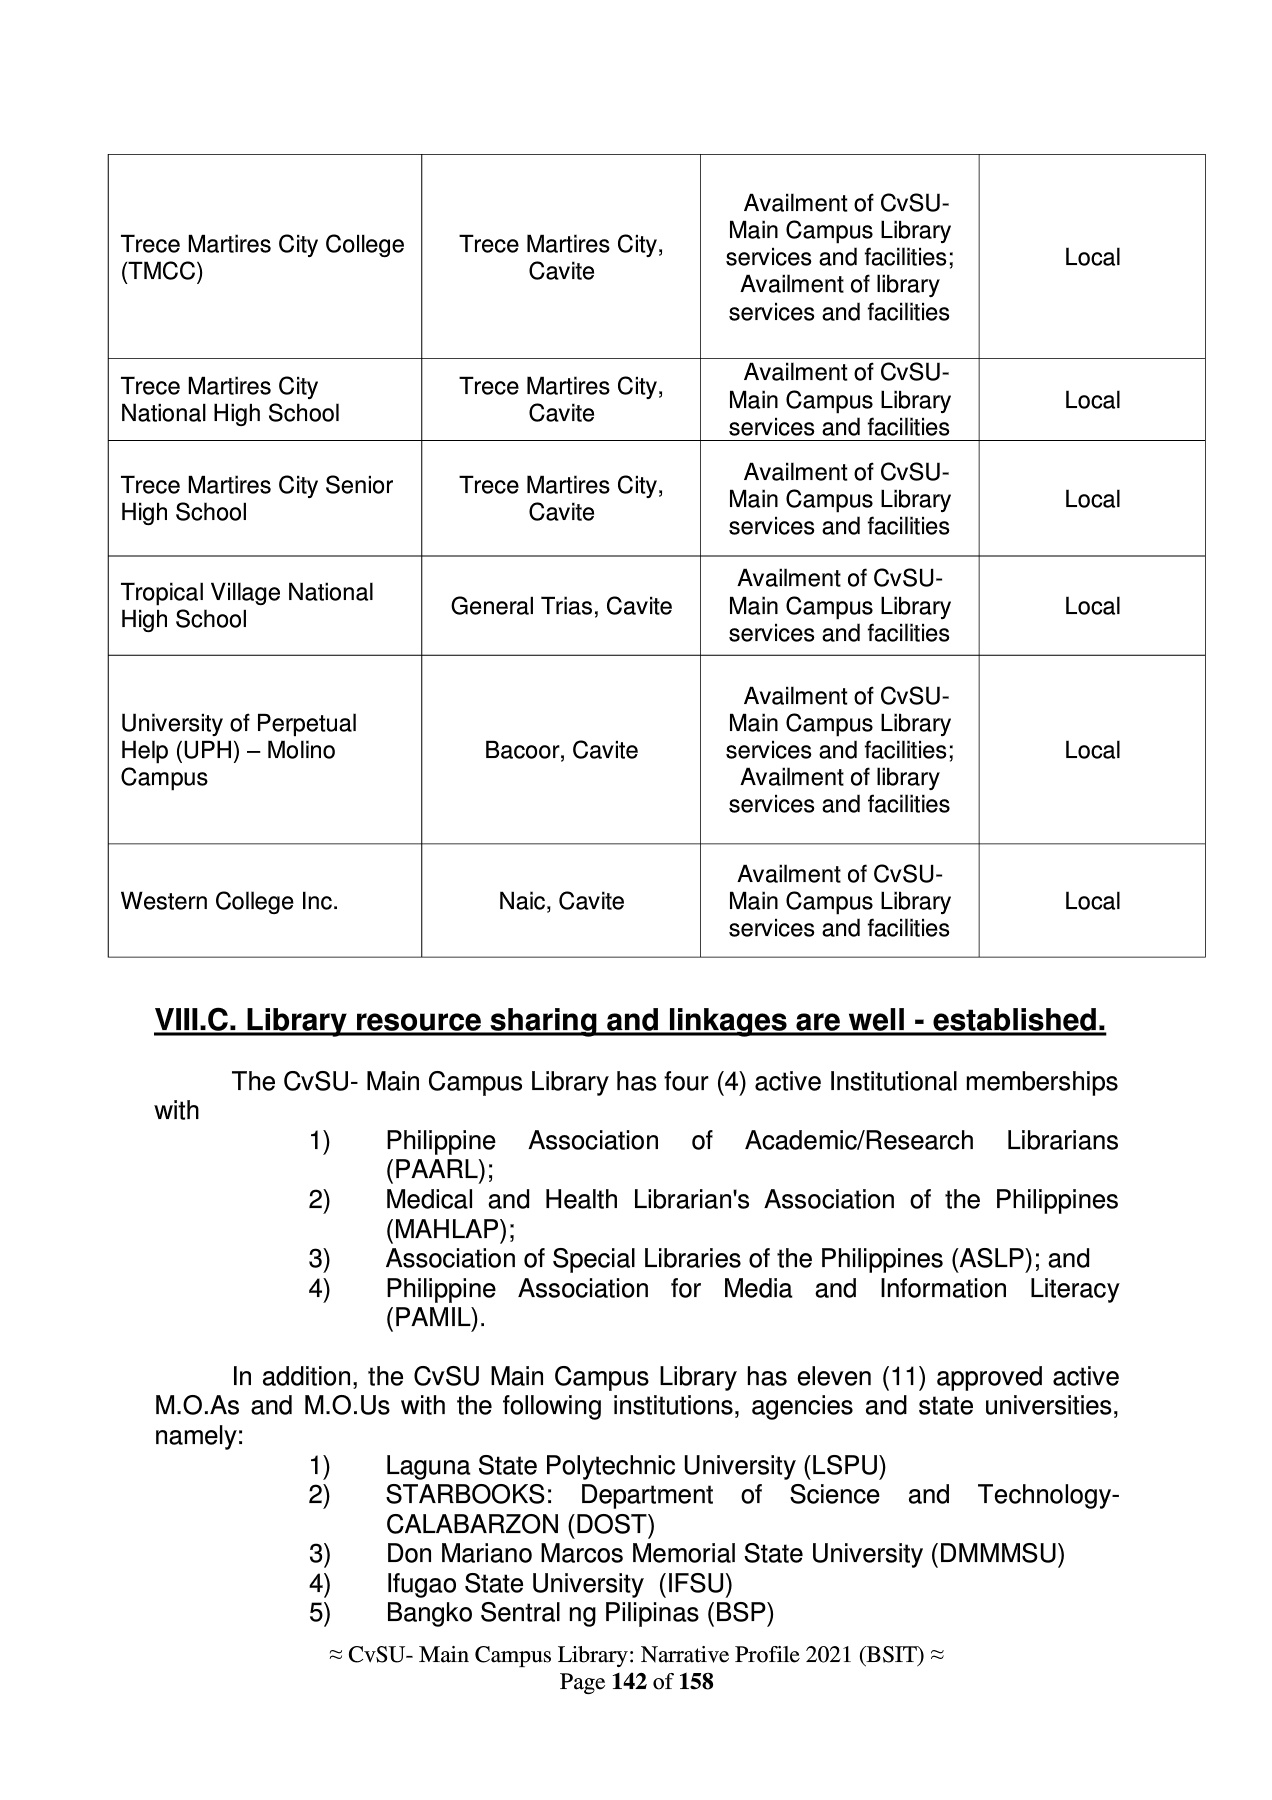 Trece Martires City College
(TMCC)
Trece Martires City,
Cavite
Availment of CvSU-
Main Campus Library
services and facilities;
Availment of library
services and facilities
Local
Trece Martires City
National High School
Trece Martires City,
Cavite
Availment of CvSU-
Main Campus Library
services and facilities
Local
Trece Martires City Senior
High School
Trece Martires City,
Cavite
Availment of CvSU-
Main Campus Library
services and facilities
Local
Tropical Village National
High School
General Trias, Cavite
Availment of CvSU-
Main Campus Library
services and facilities
Local
University of Perpetual
Help (UPH) – Molino
Campus
Bacoor, Cavite
Availment of CvSU-
Main Campus Library
services and facilities;
Availment of library
services and facilities
Local
Western College Inc.
Naic, Cavite
Availment of CvSU-
Main Campus Library
services and facilities
Local
VIII.C. Library resource sharing and linkages are well - established.
The CvSU- Main Campus Library has four (4) active Institutional memberships
with
1) Philippine Association of Academic/Research Librarians
(PAARL);
2) Medical and Health Librarian's Association of the Philippines
(MAHLAP);
3) Association of Special Libraries of the Philippines (ASLP); and
4) Philippine Association for Media and Information Literacy
(PAMIL).
In addition, the CvSU Main Campus Library has eleven (11) approved active
M.O.As and M.O.Us with the following institutions, agencies and state universities,
namely:
1) Laguna State Polytechnic University (LSPU)
2) STARBOOKS: Department of Science and Technology-
CALABARZON (DOST)
3) Don Mariano Marcos Memorial State University (DMMMSU)
4) Ifugao State University (IFSU)
5) Bangko Sentral ng Pilipinas (BSP)
≈ CvSU- Main Campus Library: Narrative Profile 2021 (BSIT) ≈
Page 142 of 158